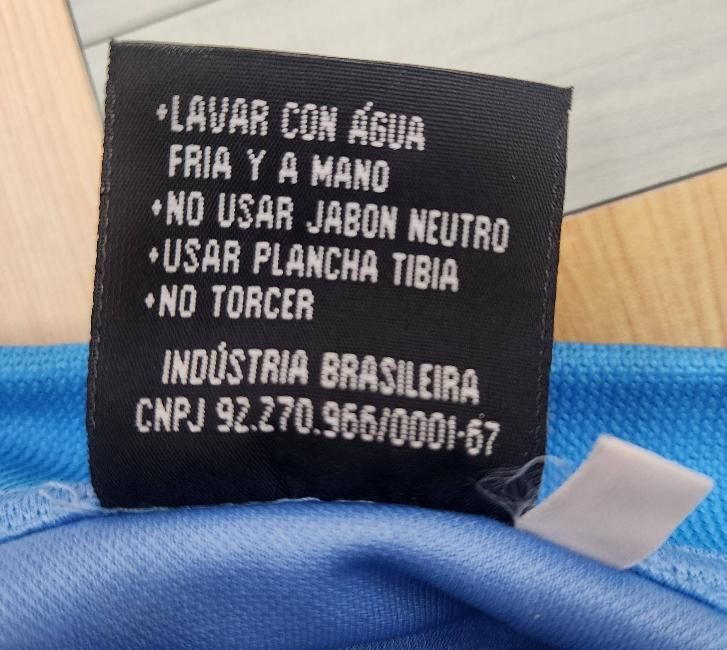 •LAVAR CON ÁGUA
FRIA Y A MANO
•NO USAR JABON NEUTRO
•USAR PLANCHA TIBIA
•NO TORCER
INDÚSTRIA BRASILEIRA
CNPJ 92.270.966/0001-67